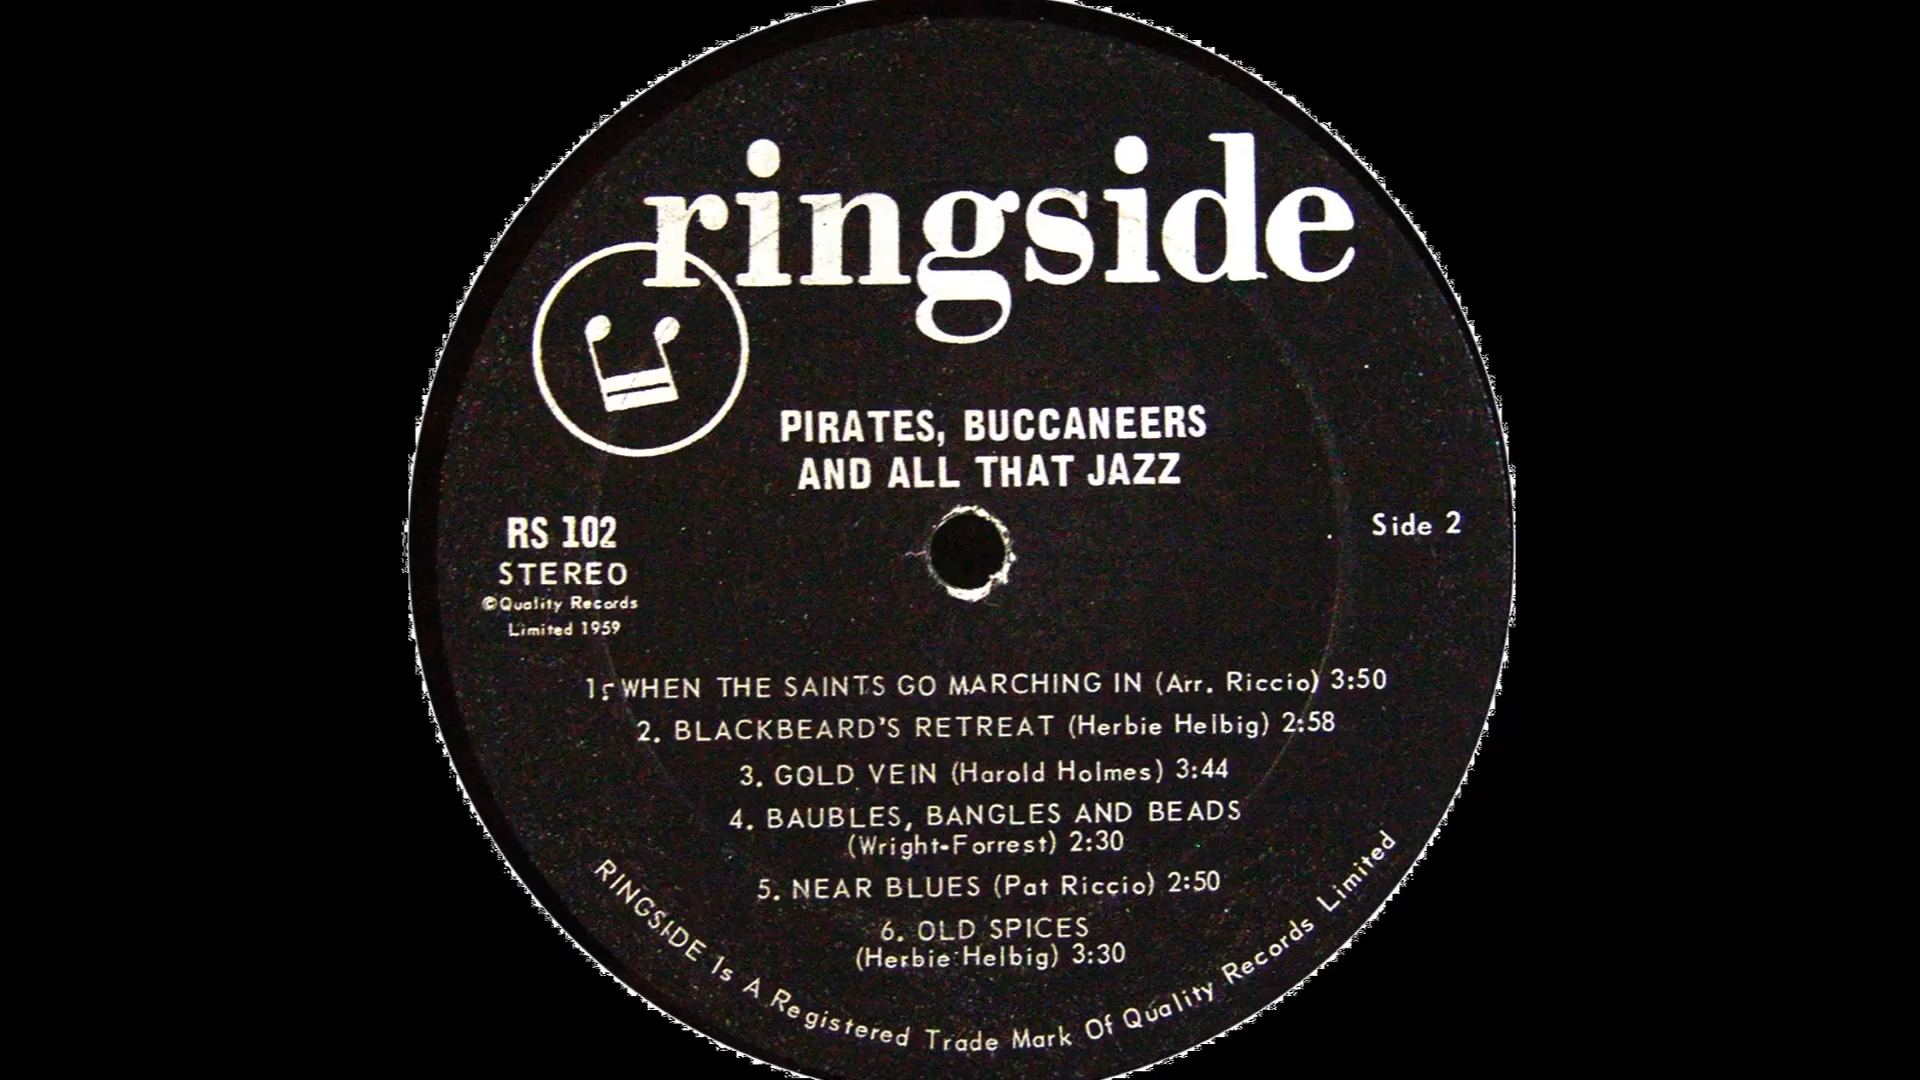 ringside
PIRATES, BUCCANEERS
AND ALL THAT JAZZ
RS 102
STEREO
©Quality Records
Limited 1959
Side 2
1. WHEN THE SAINTS GO MARCHING IN (Arr. Riccio) 3:50
2. BLACKBEARD'S RETREAT (Herbie Helbig) 2:58
3. GOLD VEIN (Harold Holmes) 3:44
4. BAUBLES, BANGLES AND BEADS
(Wright-Forrest) 2:30
5. NEAR BLUES (Pat Riccio) 2:50
6. OLD SPICES
(Herbie Helbig) 3:30
RINGSIDE Is A Registered Trade Mark Of Quality Records Limited